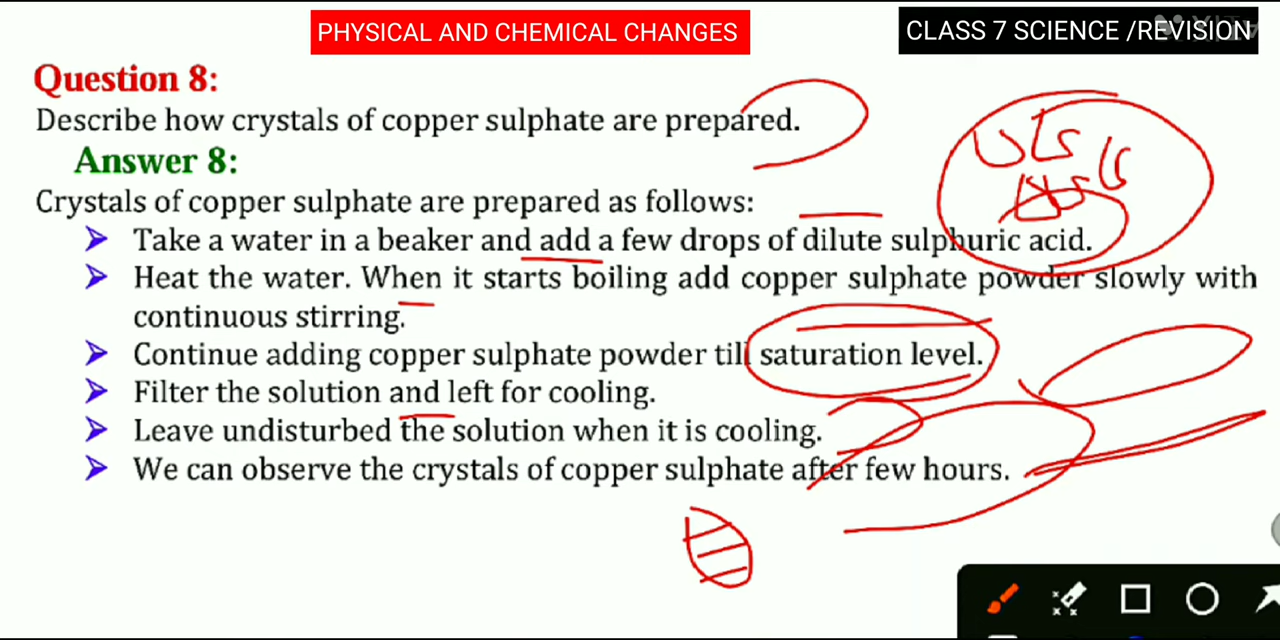 PHYSICAL AND CHEMICAL CHANGES
CLASS 7 SCIENCE /REVISION
Question 8:
Describe how crystals of copper sulphate are prepared.
Answer 8:
Crystals of copper sulphate are prepared as follows:
➢ Take a water in a beaker and add a few drops of dilute sulphuric acid.
➢ Heat the water. When it starts boiling add copper sulphate powder slowly with
continuous stirring.
➢ Continue adding copper sulphate powder till saturation level.
➢ Filter the solution and left for cooling.
➢ Leave undisturbed the solution when it is cooling.
➢ We can observe the crystals of copper sulphate after few hours.